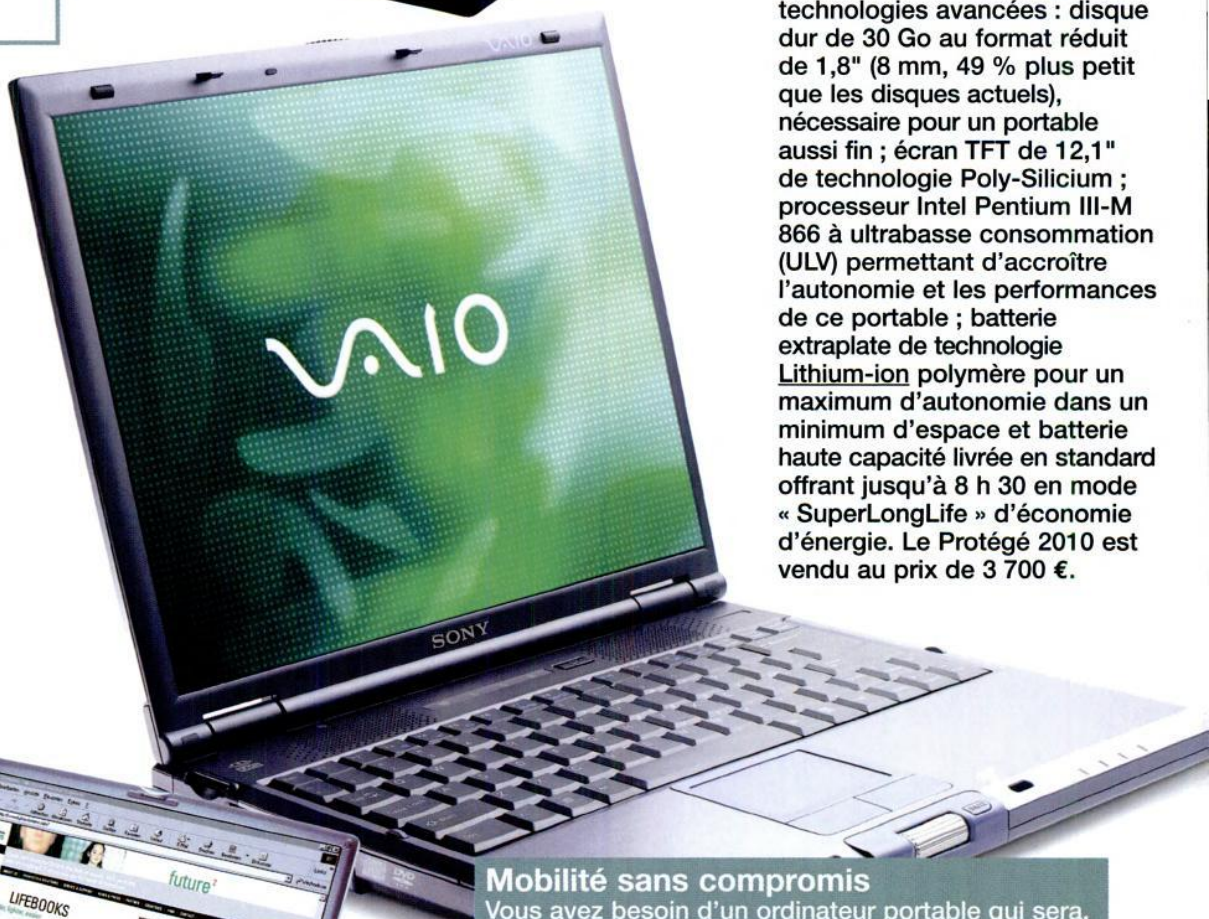 technologies avancées : disque
dur de 30 Go au format réduit
de 1,8" (8 mm, 49 % plus petit
que les disques actuels),
nécessaire pour un portable
aussi fin ; écran TFT de 12,1"
de technologie Poly-Silicium ;
processeur Intel Pentium III-M
866 à ultrabasse consommation
(ULV) permettant d'accroître
l'autonomie et les performances
de ce portable ; batterie
extraplate de technologie
Lithium-ion polymère pour un
maximum d'autonomie dans un
minimum d'espace et batterie
haute capacité livrée en standard
offrant jusqu'à 8 h 30 en mode
« SuperLongLife » d'économie
d'énergie. Le Protégé 2010 est
vendu au prix de 3 700 €.
VAIO
VAIO
SONY
future²
LIFEBOOKS
DVD
Mobilité sans compromis
Vous avez besoin d'un ordinateur portable qui sera,